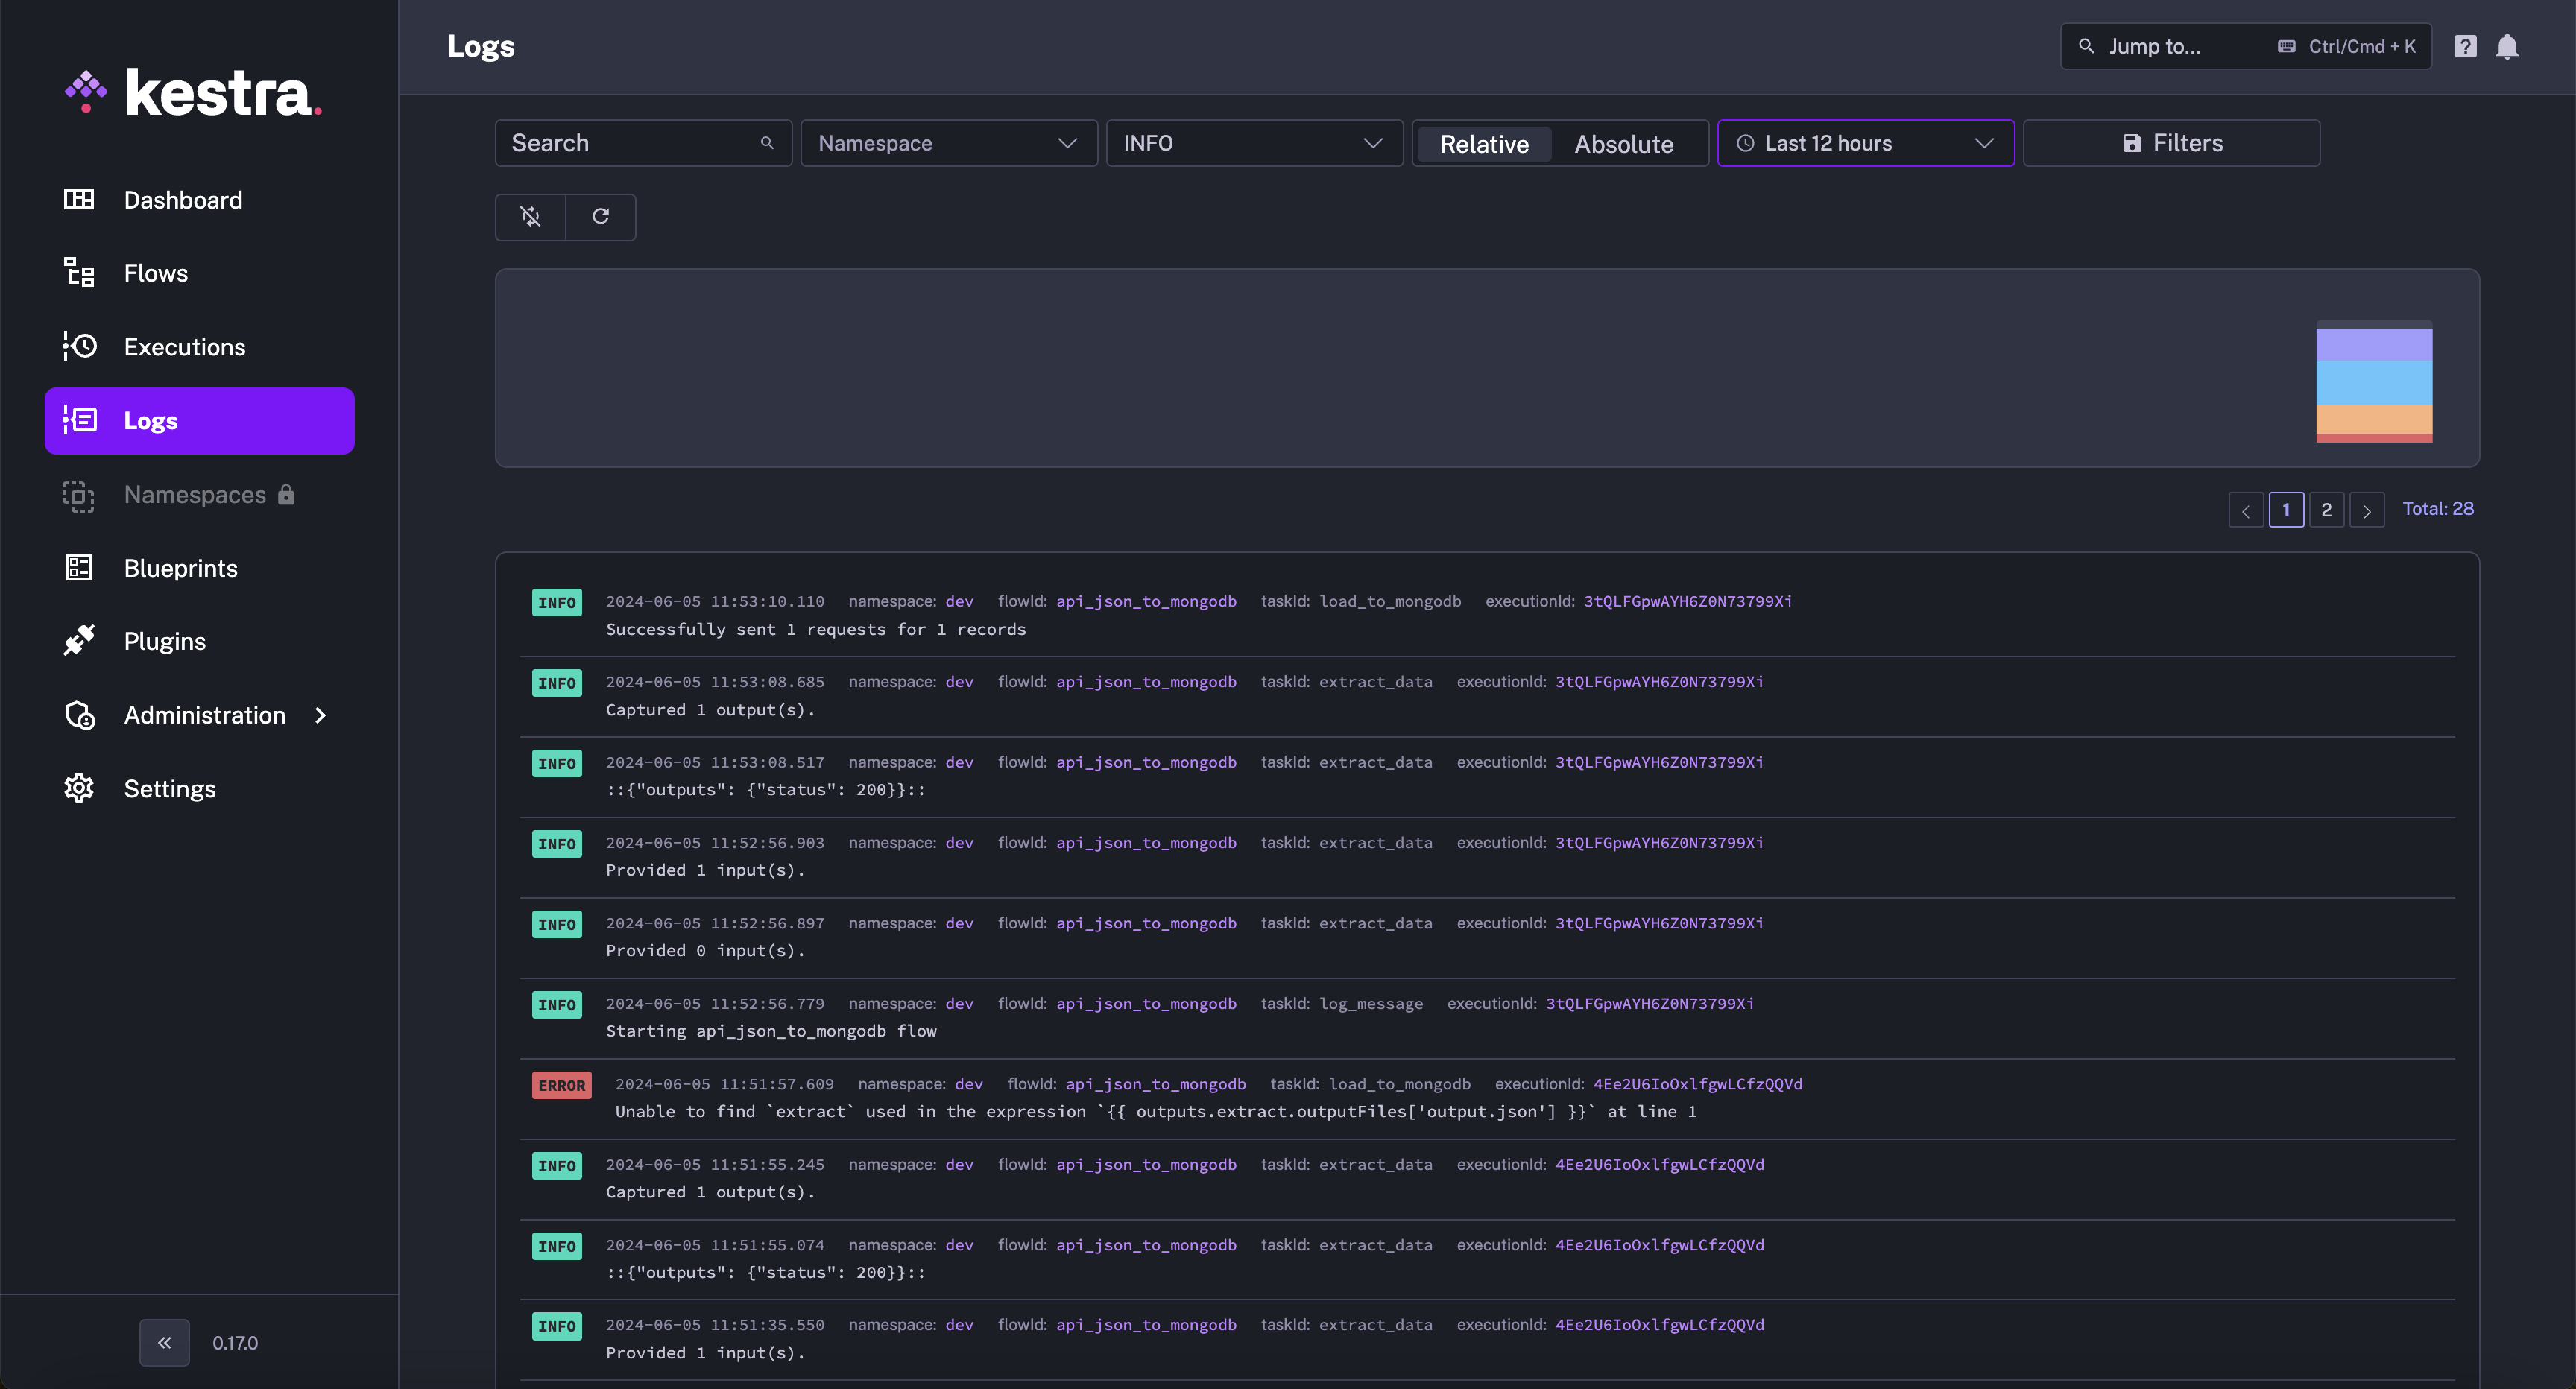 kestra.
Dashboard
Flows
Executions
Logs
Namespaces
Blueprints
Plugins
Administration
Settings
0.17.0
Logs
Jump to... Ctrl/Cmd + K
Search Namespace INFO Relative Absolute Last 12 hours Filters
1 2 Total: 28
INFO 2024-06-05 11:53:10.110 namespace: dev flowId: api_json_to_mongodb taskId: load_to_mongodb executionId: 3tQLFGpwAYH6Z0N73799Xi
Successfully sent 1 requests for 1 records
INFO 2024-06-05 11:53:08.685 namespace: dev flowId: api_json_to_mongodb taskId: extract_data executionId: 3tQLFGpwAYH6Z0N73799Xi
Captured 1 output(s).
INFO 2024-06-05 11:53:08.517 namespace: dev flowId: api_json_to_mongodb taskId: extract_data executionId: 3tQLFGpwAYH6Z0N73799Xi
::{"outputs": {"status": 200}}::
INFO 2024-06-05 11:52:56.903 namespace: dev flowId: api_json_to_mongodb taskId: extract_data executionId: 3tQLFGpwAYH6Z0N73799Xi
Provided 1 input(s).
INFO 2024-06-05 11:52:56.897 namespace: dev flowId: api_json_to_mongodb taskId: extract_data executionId: 3tQLFGpwAYH6Z0N73799Xi
Provided 0 input(s).
INFO 2024-06-05 11:52:56.779 namespace: dev flowId: api_json_to_mongodb taskId: log_message executionId: 3tQLFGpwAYH6Z0N73799Xi
Starting api_json_to_mongodb flow
ERROR 2024-06-05 11:51:57.609 namespace: dev flowId: api_json_to_mongodb taskId: load_to_mongodb executionId: 4Ee2U6IoOxlfgwLCfzQQVd
Unable to find `extract` used in the expression `{{ outputs.extract.outputFiles['output.json'] }}` at line 1
INFO 2024-06-05 11:51:55.245 namespace: dev flowId: api_json_to_mongodb taskId: extract_data executionId: 4Ee2U6IoOxlfgwLCfzQQVd
Captured 1 output(s).
INFO 2024-06-05 11:51:55.074 namespace: dev flowId: api_json_to_mongodb taskId: extract_data executionId: 4Ee2U6IoOxlfgwLCfzQQVd
::{"outputs": {"status": 200}}::
INFO 2024-06-05 11:51:35.550 namespace: dev flowId: api_json_to_mongodb taskId: extract_data executionId: 4Ee2U6IoOxlfgwLCfzQQVd
Provided 1 input(s).